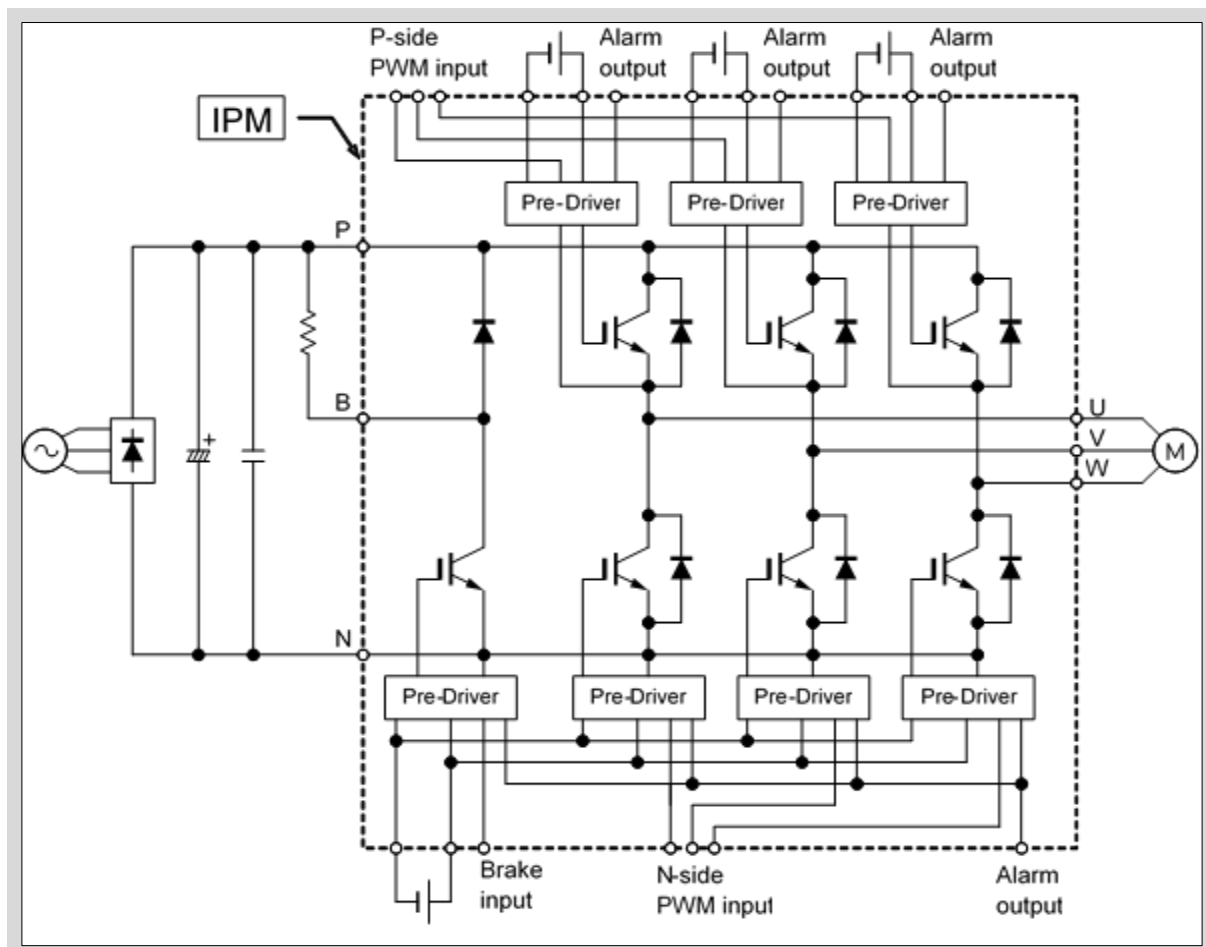 P-side
PWM input
Alarm
output
Alarm
output
Alarm
output
IPM
Pre-Driver
Pre-Driver
Pre-Driver
P
B
+
U
V
M
W
N
Pre-Driver
Pre-Driver
Pre-Driver
Pre-Driver
Brake
input
N-side
PWM input
Alarm
output